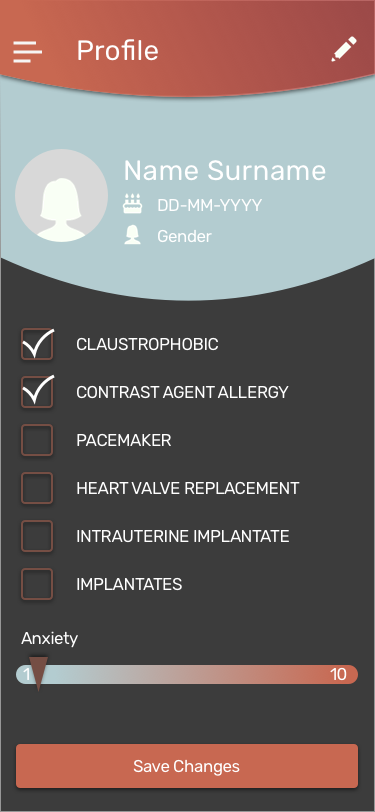 Profile
Name Surname
DD-MM-YYYY
Gender
CLAUSTROPHOBIC
CONTRAST AGENT ALLERGY
PACEMAKER
HEART VALVE REPLACEMENT
INTRAUTERINE IMPLANTATE
IMPLANTATES
Anxiety
1 10
Save Changes